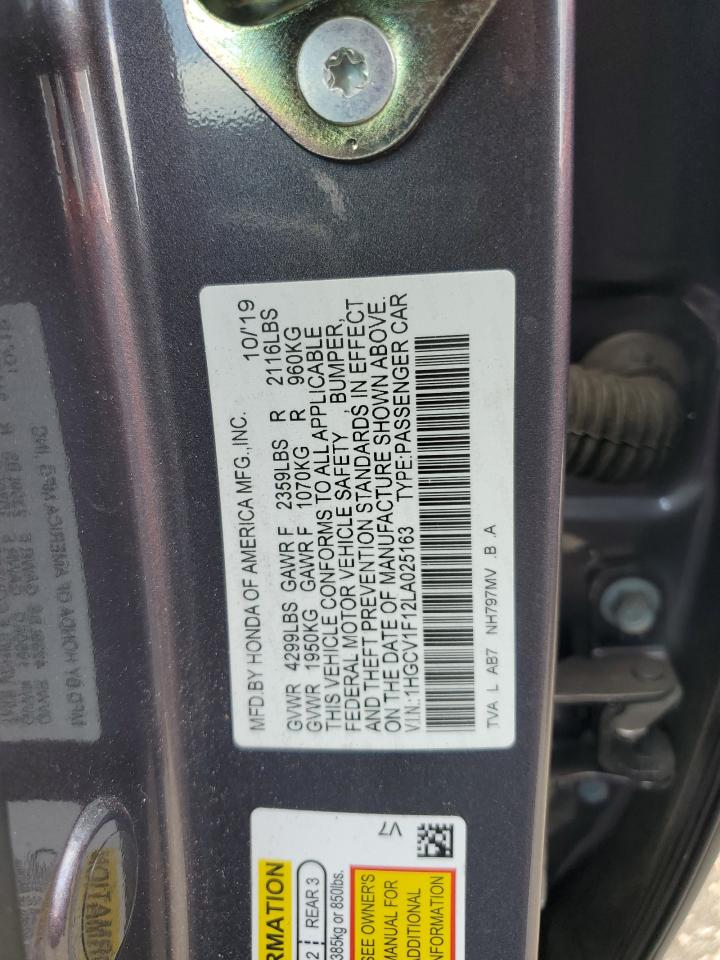 MFD.BY HONDA OF AMERICA MFG.,INC. 10/'19
GVWR 4299LBS GAWR F 2359LBS R 2116LBS
GVWR 1950KG GAWR F 1070KG R 960KG
THIS VEHICLE CONFORMS TO ALL APPLICABLE
FEDERAL MOTOR VEHICLE SAFETY , BUMPER,
AND THEFT PREVENTION STANDARDS IN EFFECT
ON THE DATE OF MANUFACTURE SHOWN ABOVE.
V.I.N.:1HGCV1F12LA025163 TYPE:PASSENGER CAR
TVA L AB7 NH797MV .B .A
RMATION
2 REAR 3
385kg or 850lbs.
SEE OWNER'S
MANUAL FOR
ADDITIONAL
NFORMATION
V7